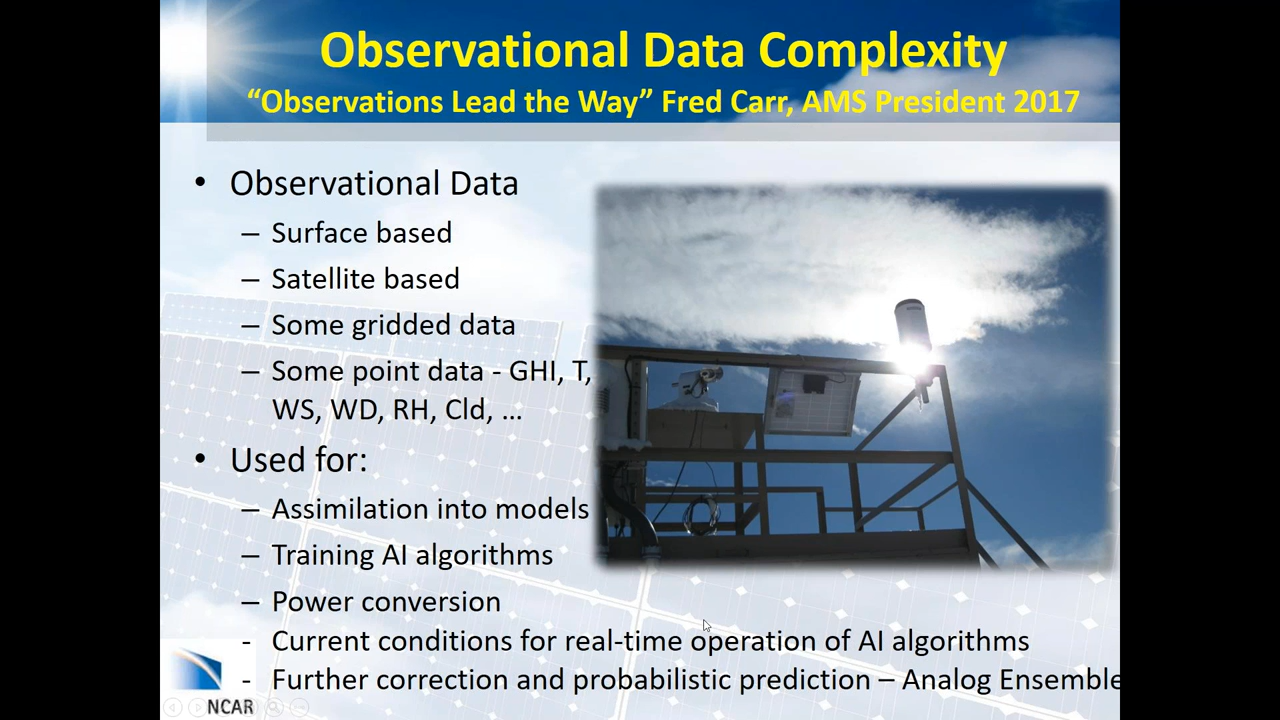 Observational Data Complexity
“Observations Lead the Way” Fred Carr, AMS President 2017
• Observational Data
– Surface based
– Satellite based
– Some gridded data
– Some point data - GHI, T,
WS, WD, RH, Cld, ...
• Used for:
– Assimilation into models
– Training AI algorithms
– Power conversion
- Current conditions for real-time operation of AI algorithms
- Further correction and probabilistic prediction – Analog Ensemble
NCAR